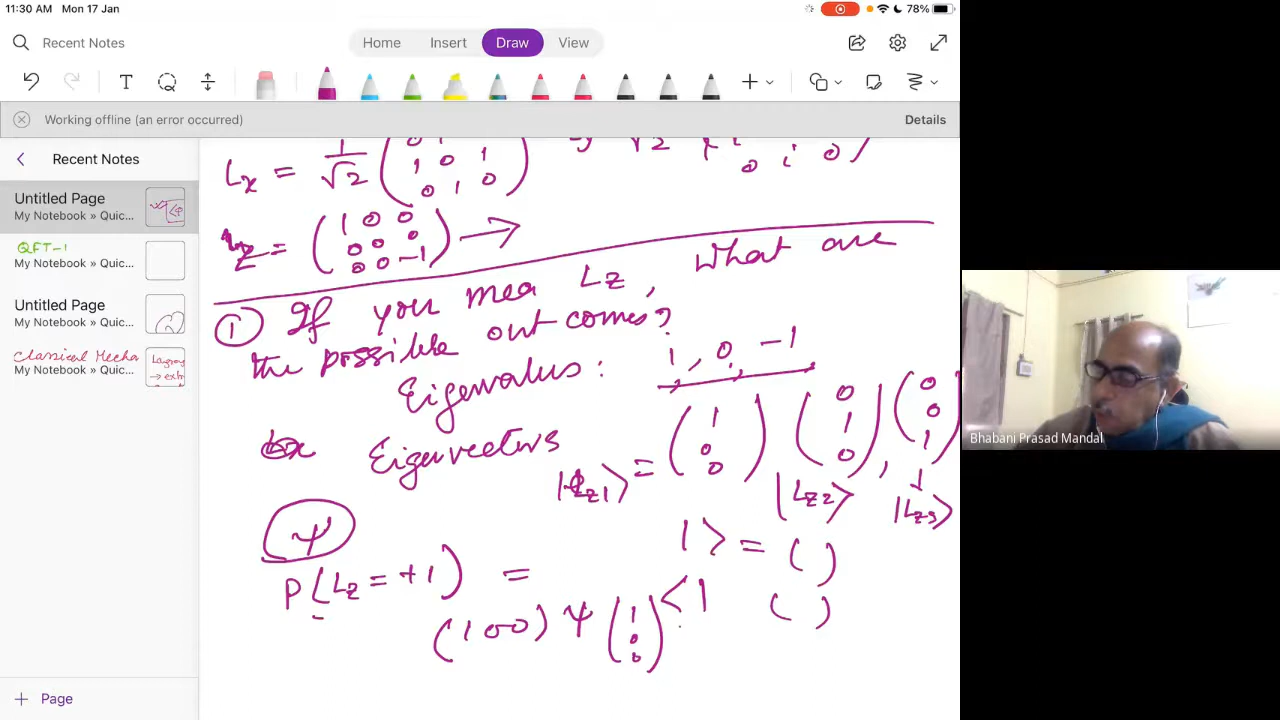 11:30 AM Mon 17 Jan
78%
Recent Notes
Home Insert Draw View
Working offline (an error occurred)
Details
Recent Notes
Untitled Page
My Notebook » Quic...
QFT-1
My Notebook » Quic...
Untitled Page
My Notebook » Quic...
Classical Mecha
My Notebook » Quic...
Page
Lx = 1/√2 ( 0 1
1 0 1
0 1 0 ) √2
0 i 0 )
Lz = ( 1 0 0
0 0 0
0 0 -1 ) →
① If you mea Lz, what are
the possible out comes?
Eigenvalus : 1, 0, -1
Eigenvectors
|Lz1> = ( 1 0 0 ) ( 0 1 0 ), ( 0 0 1 )
|Lz2> |Lz3>
ψ
| > = ( )
P(Lz = +1) =
< | ( )
(1 0 0) ψ ( 1 0 0 )
Bhabani Prasad Mandal